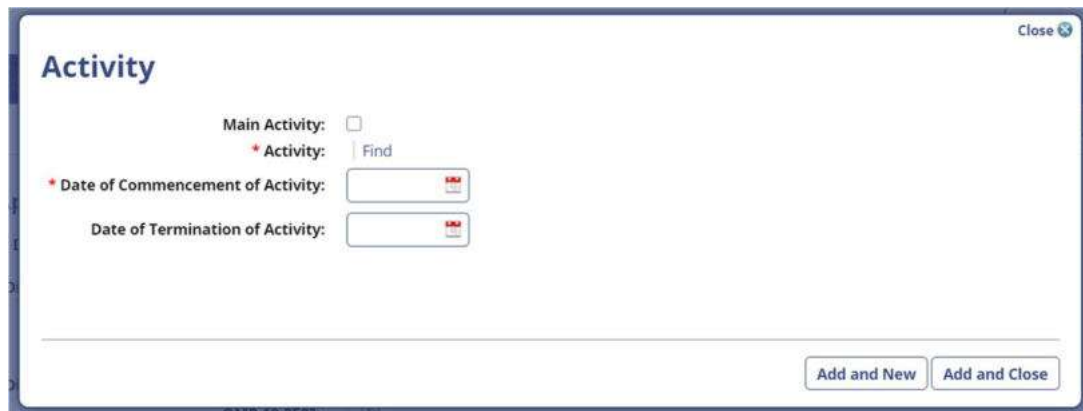 Close
Activity
Main Activity:
* Activity: Find
* Date of Commencement of Activity:
Date of Termination of Activity:
Add and New Add and Close